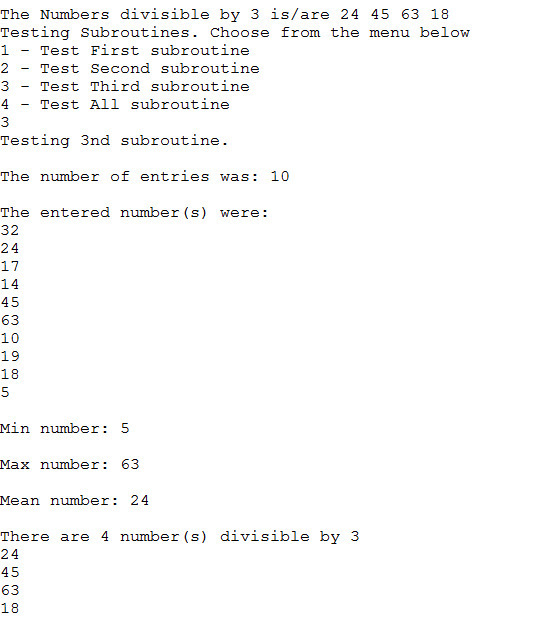 The Numbers divisible by 3 is/are 24 45 63 18
Testing Subroutines. Choose from the menu below
1 - Test First subroutine
2 - Test Second subroutine
3 - Test Third subroutine
4 - Test All subroutine
3
Testing 3nd subroutine.
The number of entries was: 10
The entered number(s) were:
32
24
17
14
45
63
10
19
18
5
Min number: 5
Max number: 63
Mean number: 24
There are 4 number(s) divisible by 3
24
45
63
18